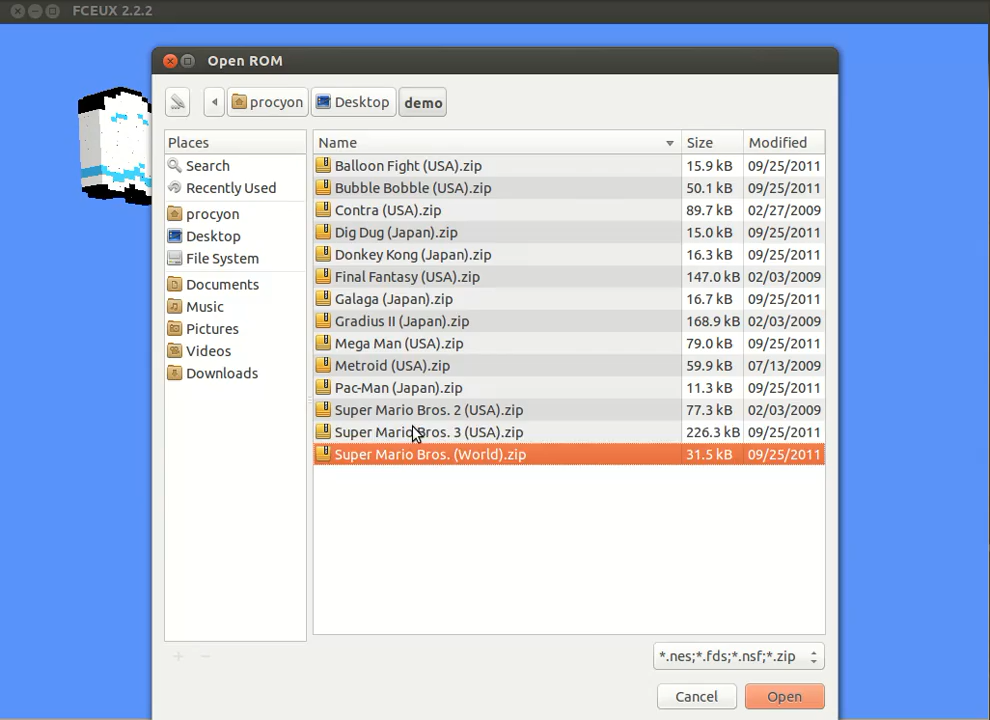 FCEUX 2.2.2
Open ROM
procyon Desktop demo
Places
Search
Recently Used
procyon
Desktop
File System
Documents
Music
Pictures
Videos
Downloads
Name Size Modified
Balloon Fight (USA).zip 15.9 kB 09/25/2011
Bubble Bobble (USA).zip 50.1 kB 09/25/2011
Contra (USA).zip 89.7 kB 02/27/2009
Dig Dug (Japan).zip 15.0 kB 09/25/2011
Donkey Kong (Japan).zip 16.3 kB 09/25/2011
Final Fantasy (USA).zip 147.0 kB 02/03/2009
Galaga (Japan).zip 16.7 kB 09/25/2011
Gradius II (Japan).zip 168.9 kB 02/03/2009
Mega Man (USA).zip 79.0 kB 09/25/2011
Metroid (USA).zip 59.9 kB 07/13/2009
Pac-Man (Japan).zip 11.3 kB 09/25/2011
Super Mario Bros. 2 (USA).zip 77.3 kB 02/03/2009
Super Mario Bros. 3 (USA).zip 226.3 kB 09/25/2011
Super Mario Bros. (World).zip 31.5 kB 09/25/2011
*.nes;*.fds;*.nsf;*.zip
Cancel Open